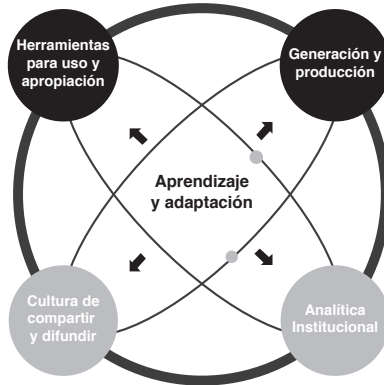 Herramientas
para uso y
apropiación
Generación y
producción
Aprendizaje
y adaptación
Cultura de
compartir
y difundir
Analítica
Institucional